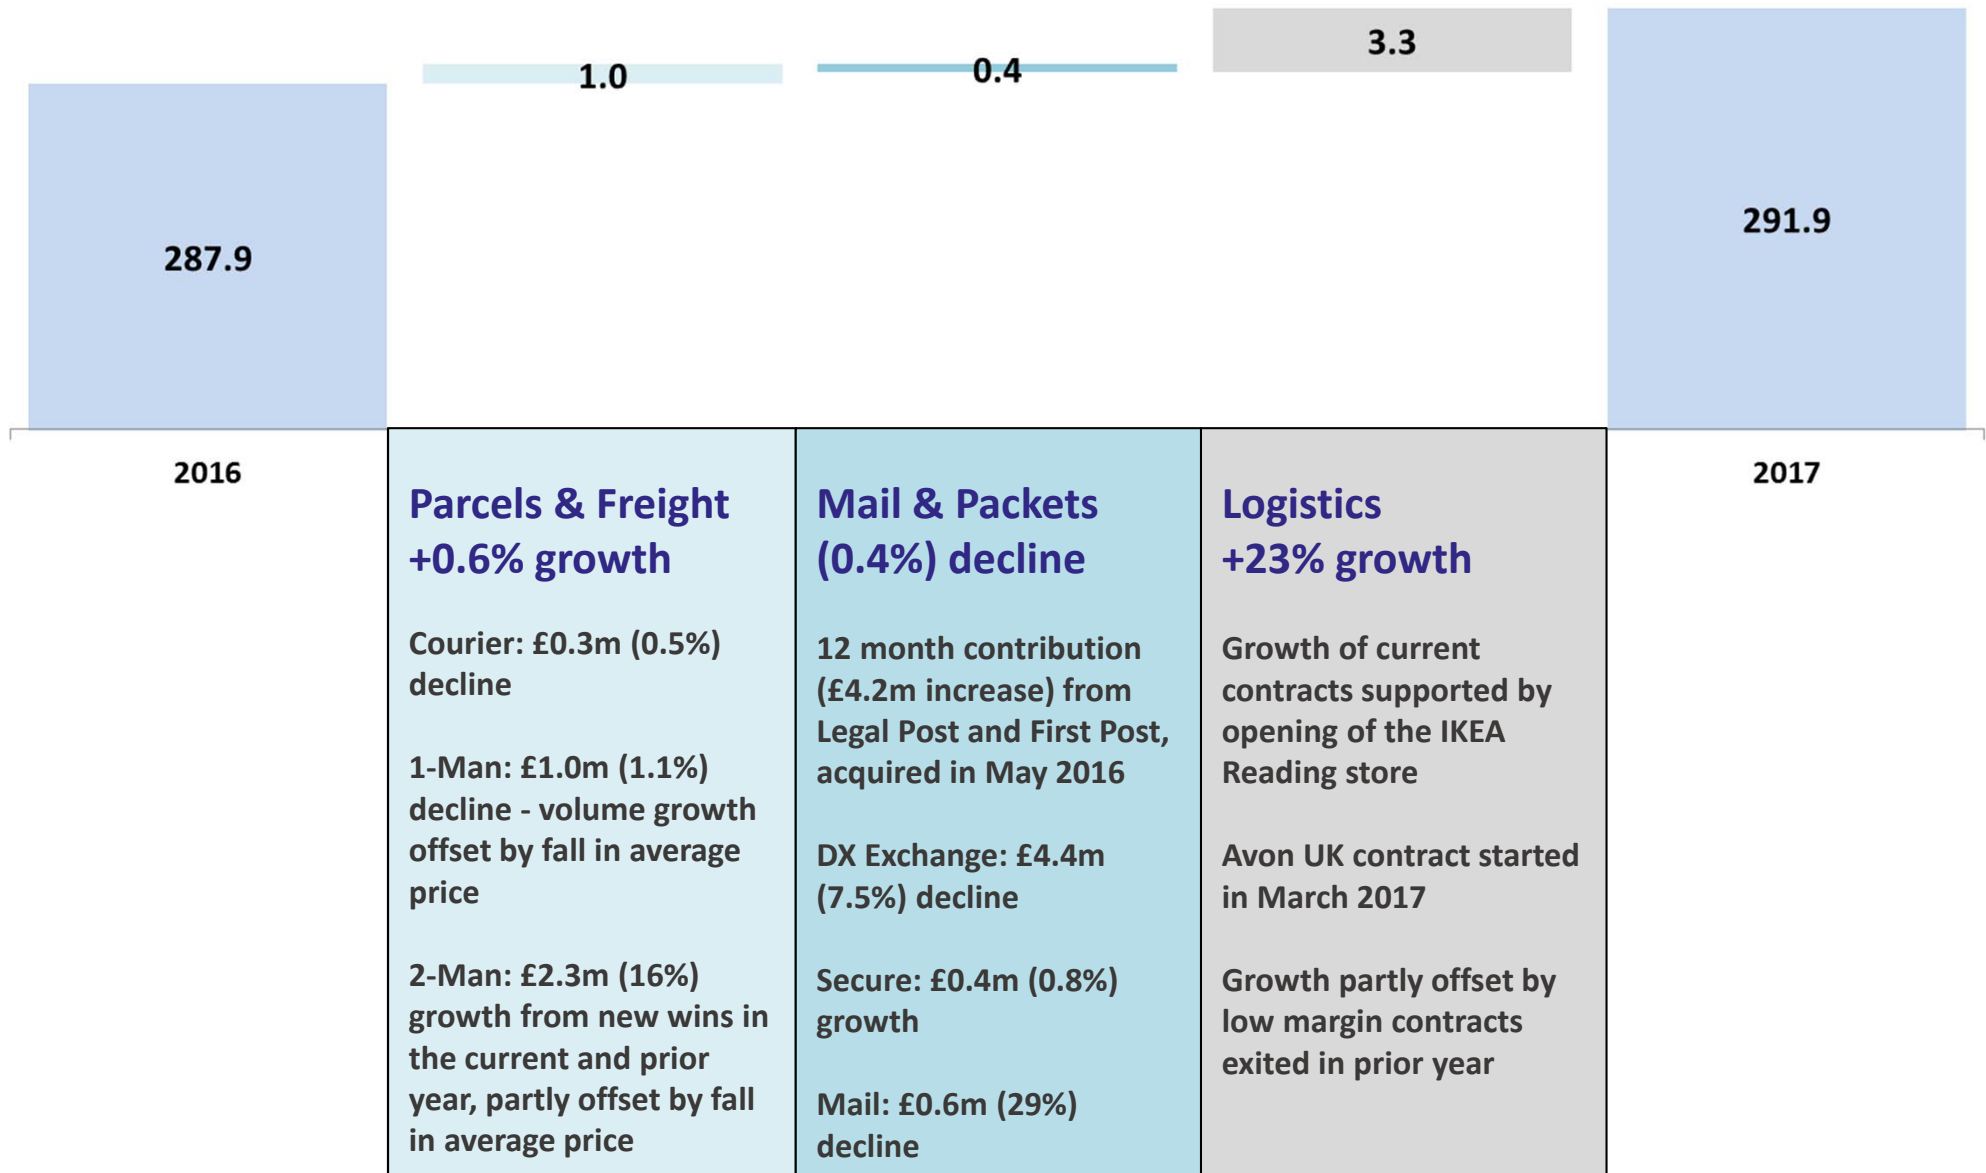 3.3
1.0
0.4
287.9
291.9
2016
2017
Parcels & Freight
+0.6% growth
Courier: £0.3m (0.5%)
decline
1-Man: £1.0m (1.1%)
decline - volume growth
offset by fall in average
price
2-Man: £2.3m (16%)
growth from new wins in
the current and prior
year, partly offset by fall
in average price
Mail & Packets
(0.4%) decline
12 month contribution
(£4.2m increase) from
Legal Post and First Post,
acquired in May 2016
DX Exchange: £4.4m
(7.5%) decline
Secure: £0.4m (0.8%)
growth
Mail: £0.6m (29%)
decline
Logistics
+23% growth
Growth of current
contracts supported by
opening of the IKEA
Reading store
Avon UK contract started
in March 2017
Growth partly offset by
low margin contracts
exited in prior year